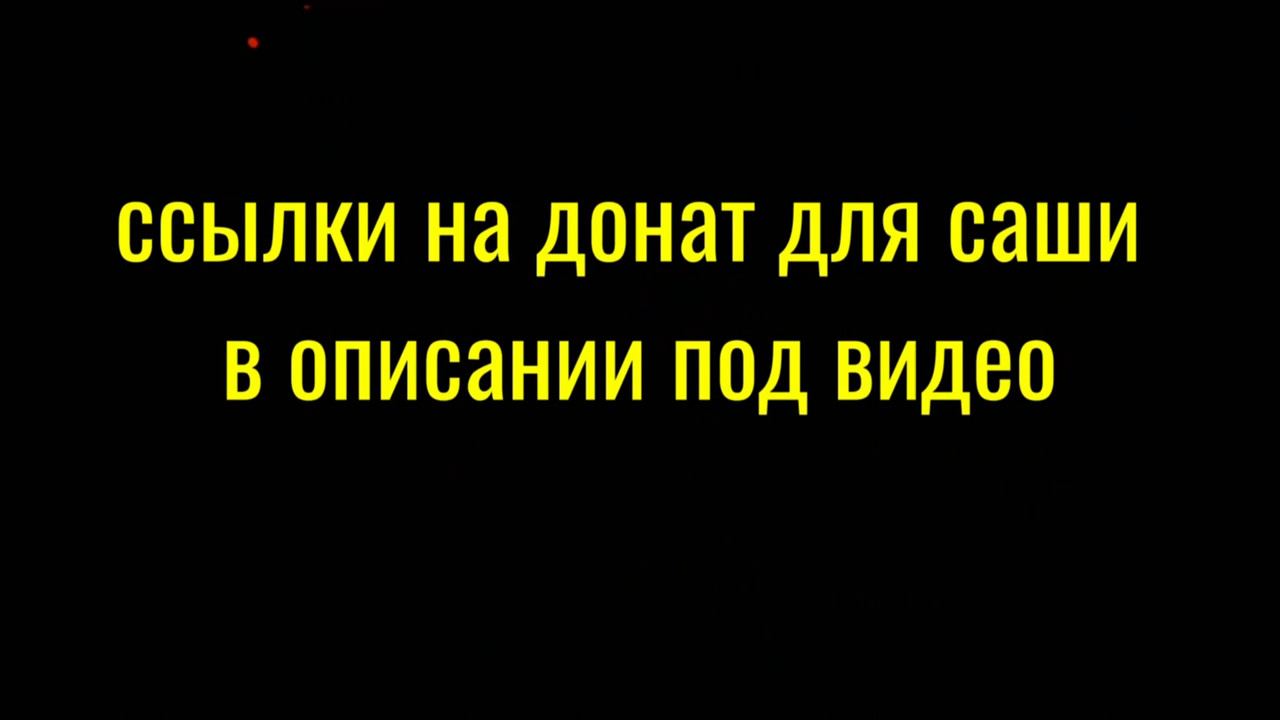 ссылки на донат для саши
в описании под видео